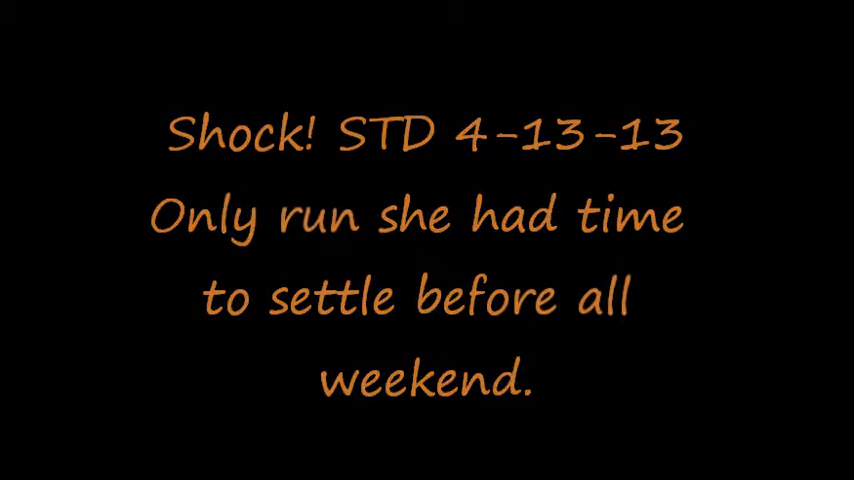 Shock! STD 4-13-13
Only run she had time
to settle before all
weekend.